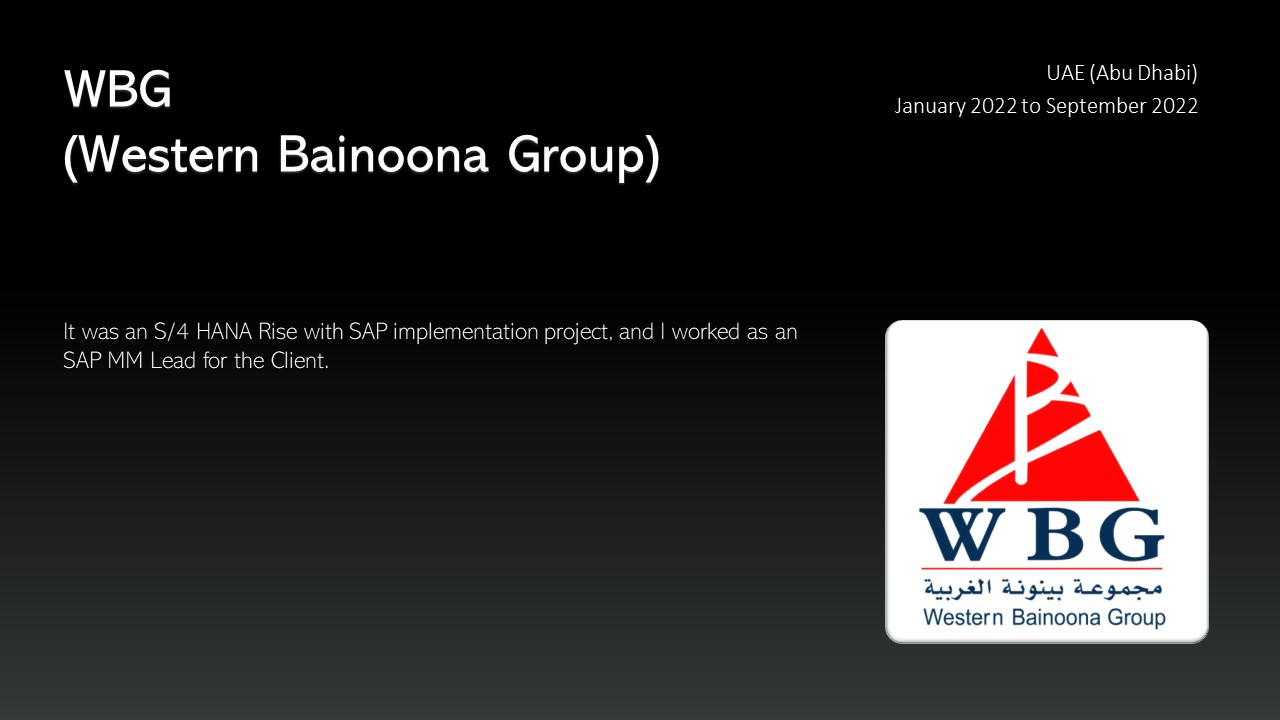 WBG
(Western Bainoona Group)
UAE (Abu Dhabi)
January 2022 to September 2022
It was an S/4 HANA Rise with SAP implementation project, and I worked as an
SAP MM Lead for the Client.
WBG
مجموعة بينونة الغربية
Western Bainoona Group